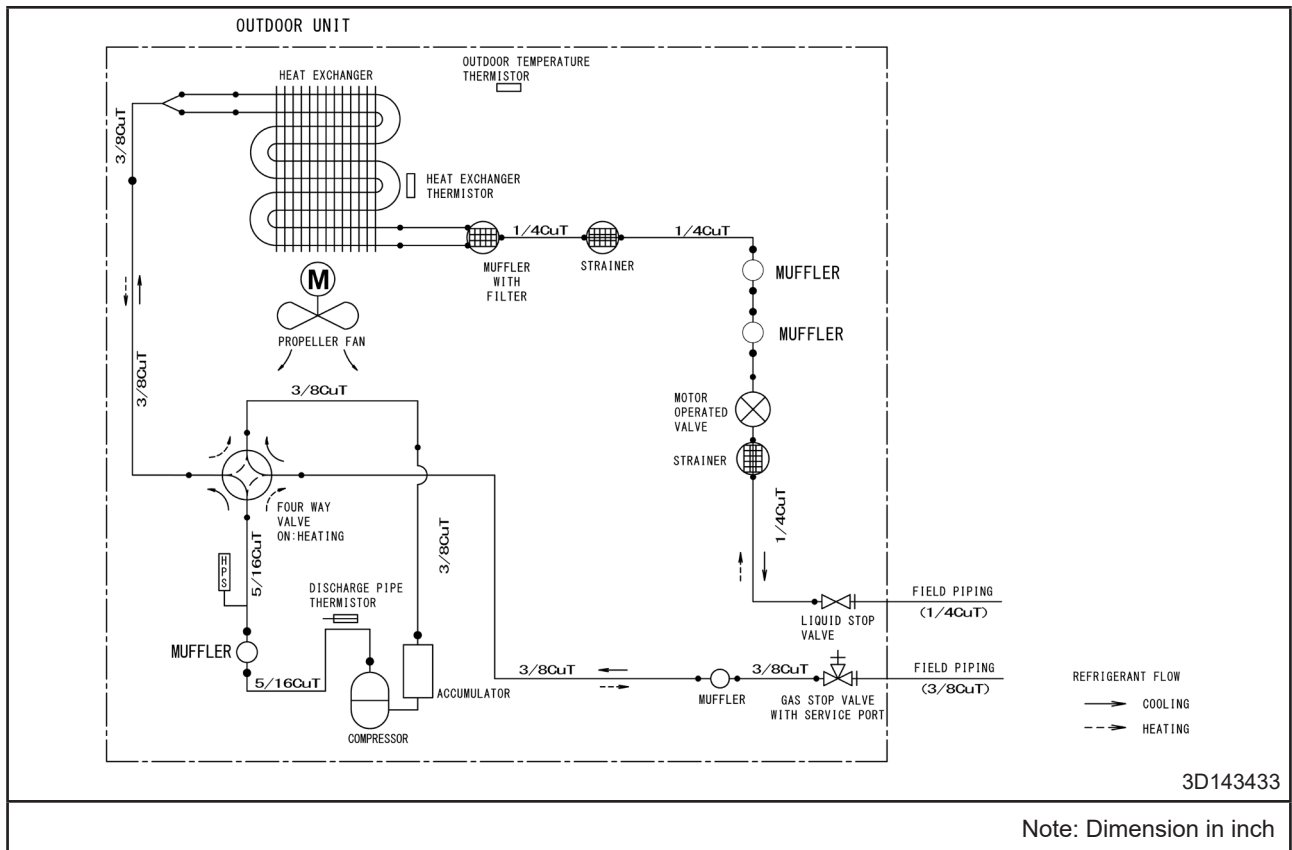 OUTDOOR UNIT
OUTDOOR TEMPERATURE
THERMISTOR
HEAT EXCHANGER
3/8CuT
HEAT EXCHANGER
THERMISTOR
1/4CuT
1/4CuT
MUFFLER
WITH
FILTER
STRAINER
MUFFLER
M
MUFFLER
PROPELLER FAN
3/8CuT
3/8CuT
MOTOR
OPERATED
VALVE
STRAINER
FOUR WAY
VALVE
ON:HEATING
3/8CuT
1/4CuT
HPS
5/16CuT
DISCHARGE PIPE
THERMISTOR
FIELD PIPING
(1/4CuT)
LIQUID STOP
VALVE
MUFFLER
5/16CuT
ACCUMULATOR
COMPRESSOR
3/8CuT
3/8CuT
MUFFLER
GAS STOP VALVE
WITH SERVICE PORT
FIELD PIPING
(3/8CuT)
REFRIGERANT FLOW
COOLING
HEATING
3D143433
Note: Dimension in inch